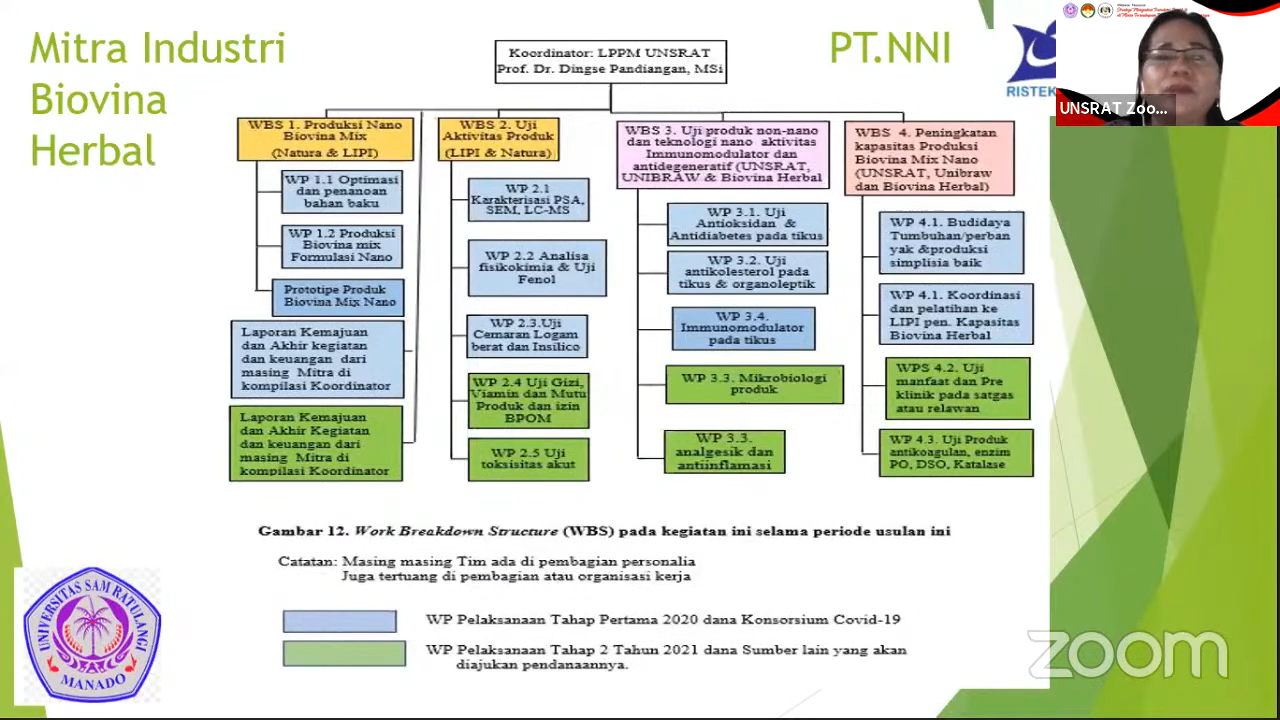 Mitra Industri
Biovina
Herbal
PT.NNI
RISTEK
UNSRAT Zoo...
Koordinator: LPPM UNSRAT
Prof. Dr. Dingse Pandiangan, MSi
WBS 1. Produksi Nano
Biovina Mix
(Natura & LIPI)
WP 1.1 Optimasi
dan penanoan
bahan baku
WP 1.2 Produksi
Biovina mix
Formulasi Nano
Prototipe Produk
Biovina Mix Nano
Laporan Kemajuan
dan Akhir kegiatan
dan keuangan dari
masing Mitra di
kompilasi Koordinator
Laporan Kemajuan
dan Akhir Kegiatan
dan keuangan dari
masing Mitra di
kompilasi Koordinator
WBS 2. Uji
Aktivitas Produk
(LIPI & Natura)
WP 2.1
Karakterisasi PSA,
SEM, LC-MS
WP 2.2 Analisa
fisikokimia & Uji
Fenol
WP 2.3.Uji
Cemaran Logam
berat dan Insilico
WP 2.4 Uji Gizi,
Viamin dan Mutu
Produk dan izin
BPOM
WP 2.5 Uji
toksisitas akut
WBS 3. Uji produk non-nano
dan teknologi nano aktivitas
Immunomodulator dan
antidegeneratif (UNSRAT,
UNIBRAW & Biovina Herbal
WP 3.1. Uji
Antioksidan &
Antidiabetes pada tikus
WP 3.2. Uji
antikolesterol pada
tikus & organoleptik
WP 3.4.
Immunomodulator
pada tikus
WP 3.3. Mikrobiologi
produk
WP 3.3.
analgesik dan
antiinflamasi
WBS 4. Peningkatan
kapasitas Produksi
Biovina Mix Nano
(UNSRAT, Unibraw
dan Biovina Herbal)
WP 4.1. Budidaya
Tumbuhan/perban
yak &produksi
simplisia baik
WP 4.1. Koordinasi
dan pelatihan ke
LIPI pen. Kapasitas
Biovina Herbal
WPS 4.2. Uji
manfaat dan Pre
klinik pada satgas
atau relawan
WP 4.3. Uji Produk
antikoagulan, enzim
PO, DSO, Katalase
Gambar 12. Work Breakdown Structure (WBS) pada kegiatan ini selama periode usulan ini
Catatan: Masing masing Tim ada di pembagian personalia
Juga tertuang di pembagian atau organisasi kerja
WP Pelaksanaan Tahap Pertama 2020 dana Konsorsium Covid-19
WP Pelaksanaan Tahap 2 Tahun 2021 dana Sumber lain yang akan
diajukan pendanaannya.
UNIVERSITAS SAM RATULANGI
MANADO
zoom